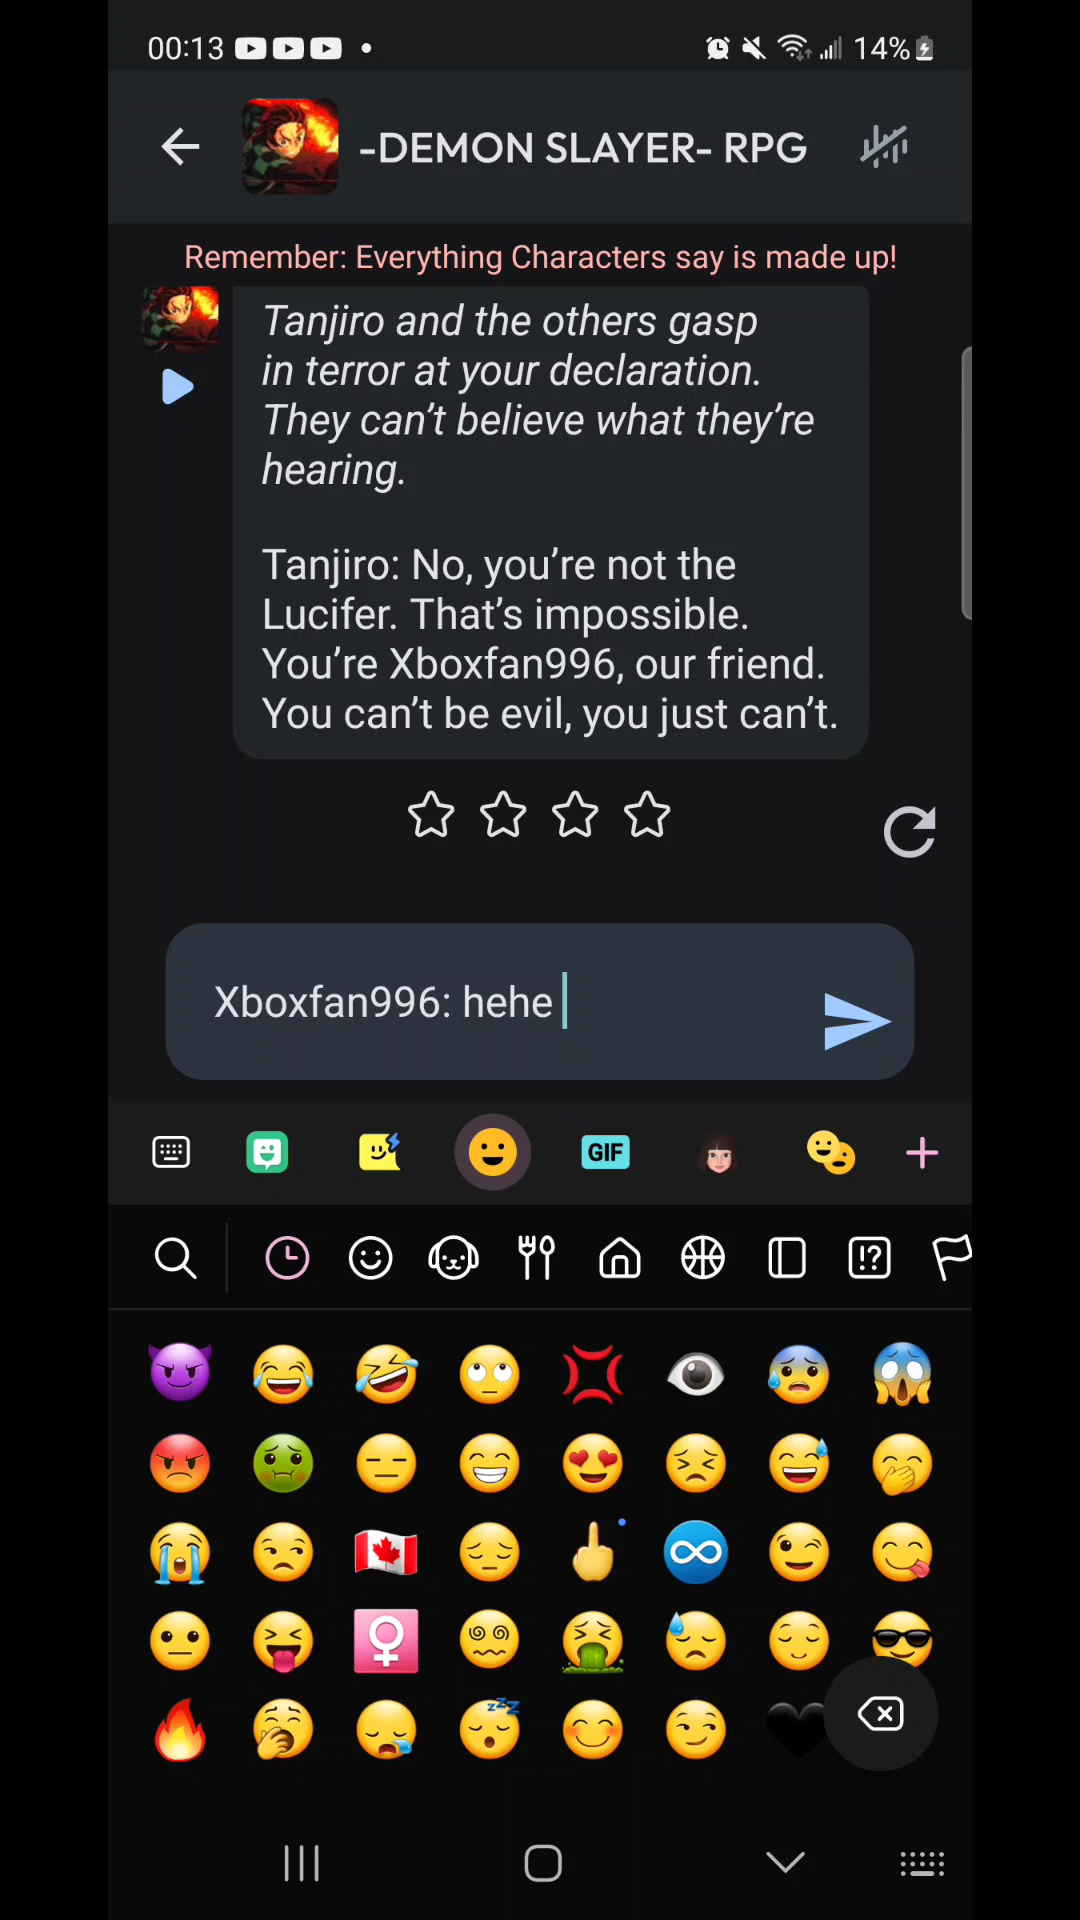 00:13
14%
-DEMON SLAYER- RPG
Remember: Everything Characters say is made up!
Tanjiro and the others gasp
in terror at your declaration.
They can’t believe what they’re
hearing.
Tanjiro: No, you’re not the
Lucifer. That’s impossible.
You’re Xboxfan996, our friend.
You can’t be evil, you just can’t.
Xboxfan996: hehe
GIF
!?